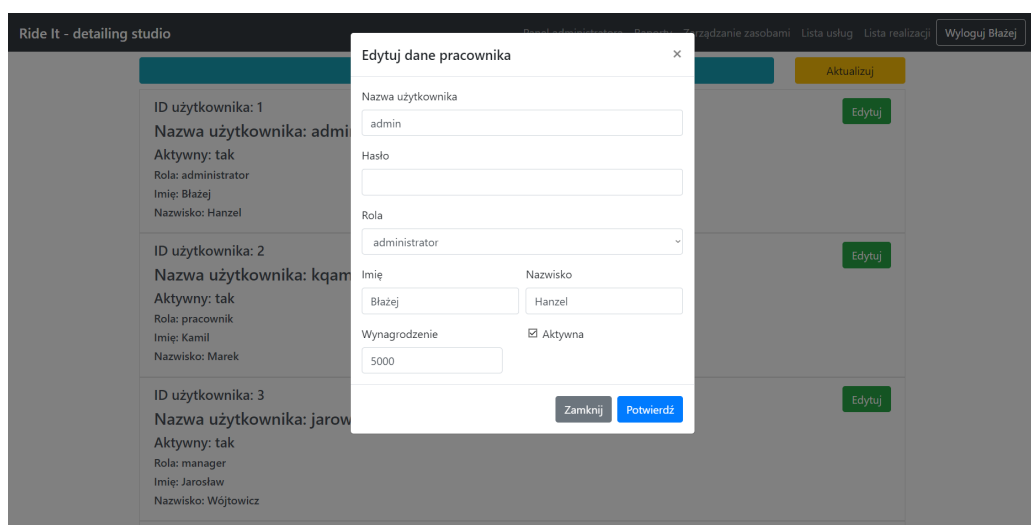 Ride It - detailing studio
Panel administratora Raporty Zarządzanie zasobami Lista usług Lista realizacji Wyloguj Błażej
Aktualizuj
ID użytkownika: 1
Nazwa użytkownika: admi
Aktywny: tak
Rola: administrator
Imię: Błażej
Nazwisko: Hanzel
Edytuj
ID użytkownika: 2
Nazwa użytkownika: kqam
Aktywny: tak
Rola: pracownik
Imię: Kamil
Nazwisko: Marek
Edytuj
ID użytkownika: 3
Nazwa użytkownika: jarow
Aktywny: tak
Rola: manager
Imię: Jarosław
Nazwisko: Wójtowicz
Edytuj
Edytuj dane pracownika ×
Nazwa użytkownika
admin
Hasło
Rola
administrator
Imię Nazwisko
Błażej Hanzel
Wynagrodzenie Aktywna
5000
Zamknij Potwierdź